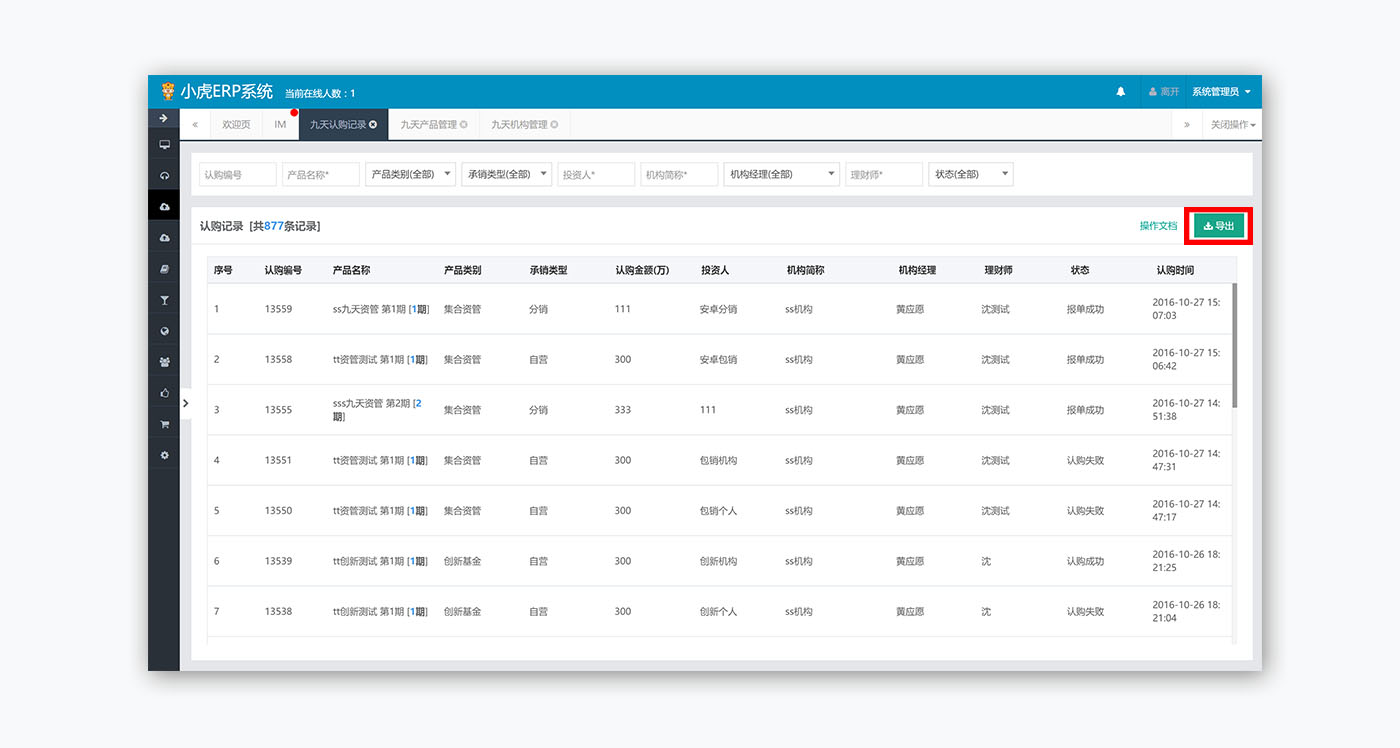 小虎ERP系统 当前在线人数：1 离开 系统管理员
« 欢迎页 IM 九天认购记录 九天产品管理 九天机构管理 » 关闭操作
认购编号 产品名称* 产品类别(全部) 承销类型(全部) 投资人* 机构简称* 机构经理(全部) 理财师* 状态(全部)
认购记录 [共877条记录] 操作文档 导出
序号 认购编号 产品名称 产品类别 承销类型 认购金额(万) 投资人 机构简称 机构经理 理财师 状态 认购时间
1 13559 ss九天资管 第1期 [1期] 集合资管 分销 111 安卓分销 ss机构 黄应愿 沈测试 报单成功 2016-10-27 15:
07:03
2 13558 tt资管测试 第1期 [1期] 集合资管 自营 300 安卓包销 ss机构 黄应愿 沈测试 报单成功 2016-10-27 15:
06:42
3 13555 sss九天资管 第2期 [2 集合资管 分销 333 111 ss机构 黄应愿 沈测试 报单成功 2016-10-27 14:
期] 51:38
4 13551 tt资管测试 第1期 [1期] 集合资管 自营 300 包销机构 ss机构 黄应愿 沈测试 认购失败 2016-10-27 14:
47:31
5 13550 tt资管测试 第1期 [1期] 集合资管 自营 300 包销个人 ss机构 黄应愿 沈测试 认购失败 2016-10-27 14:
47:17
6 13539 tt创新测试 第1期 [1期] 创新基金 自营 300 创新机构 ss机构 黄应愿 沈 认购成功 2016-10-26 18:
21:25
7 13538 tt创新测试 第1期 [1期] 创新基金 自营 300 创新个人 ss机构 黄应愿 沈 认购失败 2016-10-26 18:
21:04